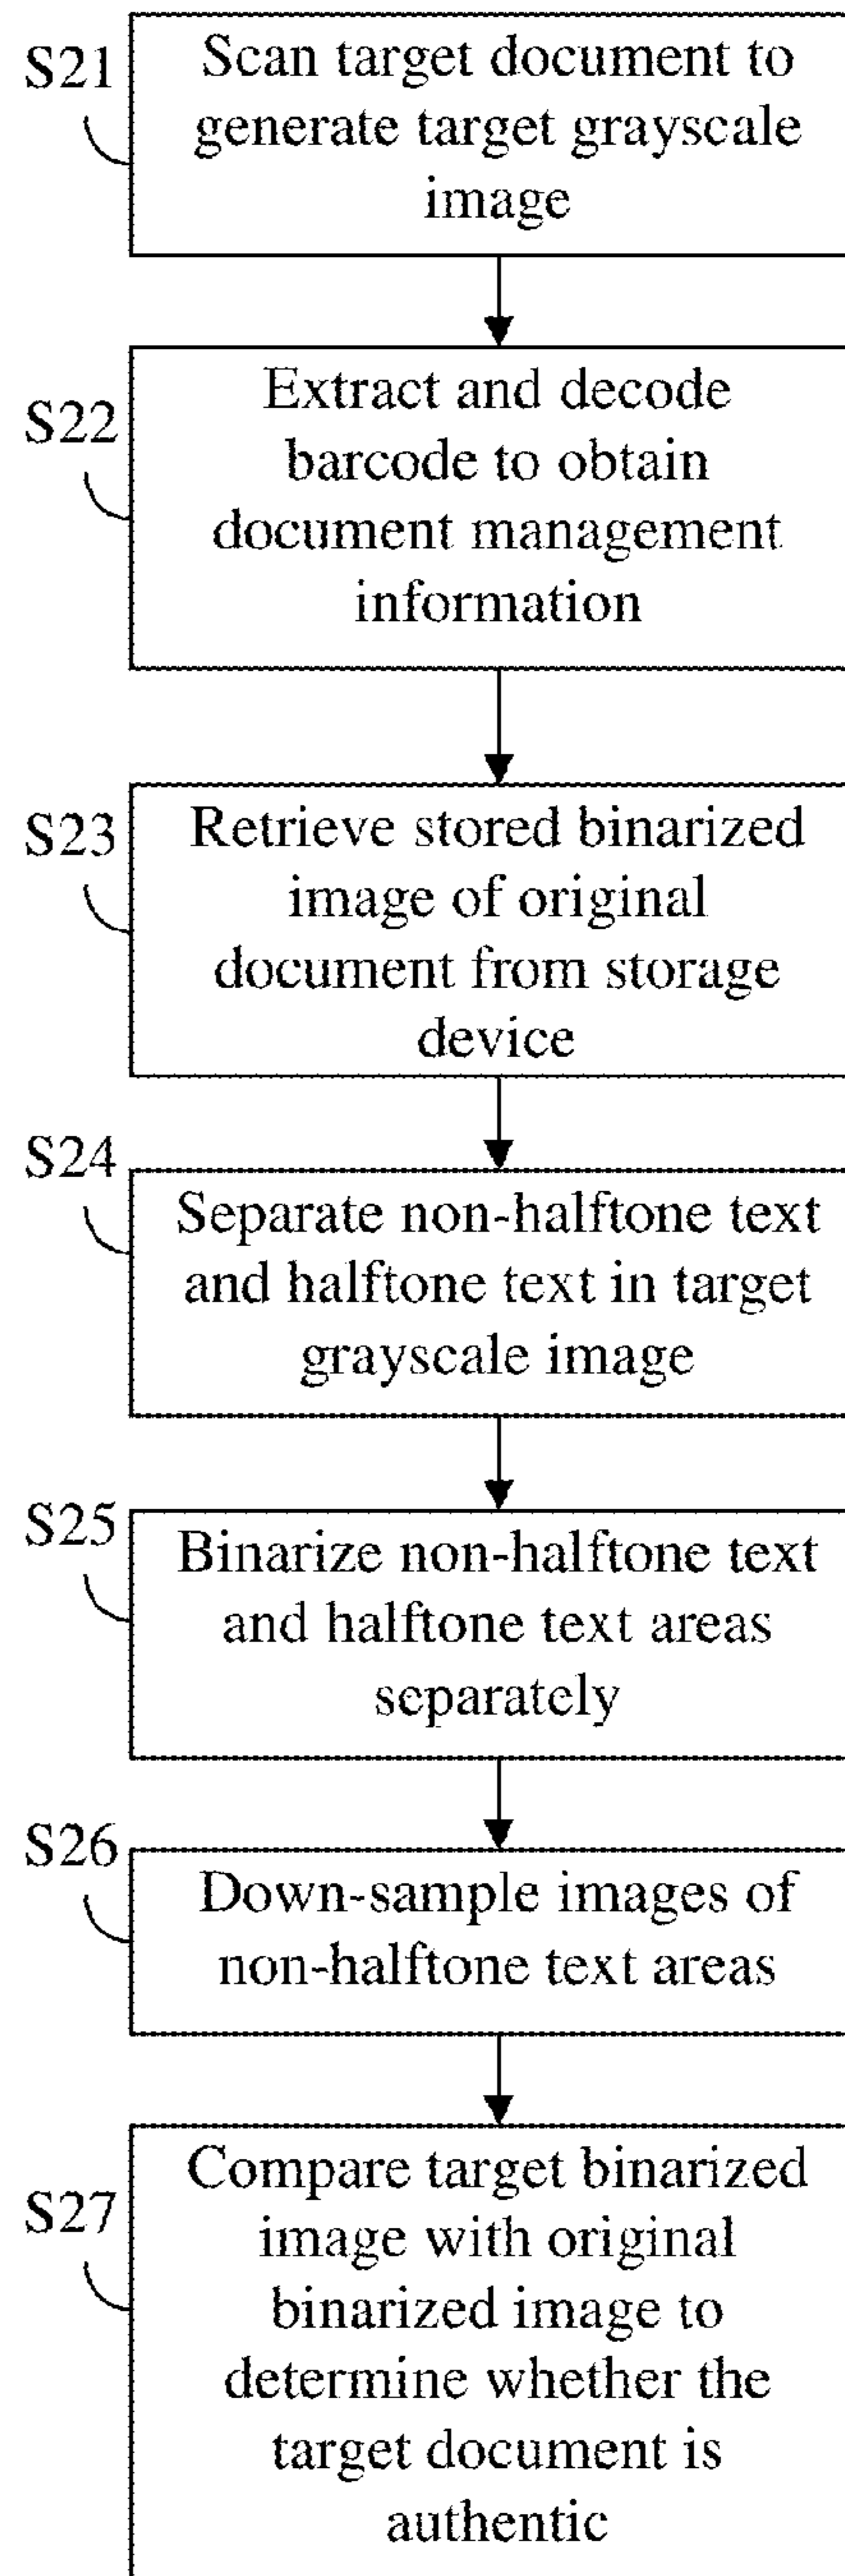 S21
Scan target document to
generate target grayscale
image
S22
Extract and decode
barcode to obtain
document management
information
S23
Retrieve stored binarized
image of original
document from storage
device
S24
Separate non-halftone text
and halftone text in target
grayscale image
S25
Binarize non-halftone text
and halftone text areas
separately
S26
Down-sample images of
non-halftone text areas
S27
Compare target binarized
image with original
binarized image to
determine whether the
target document is
authentic